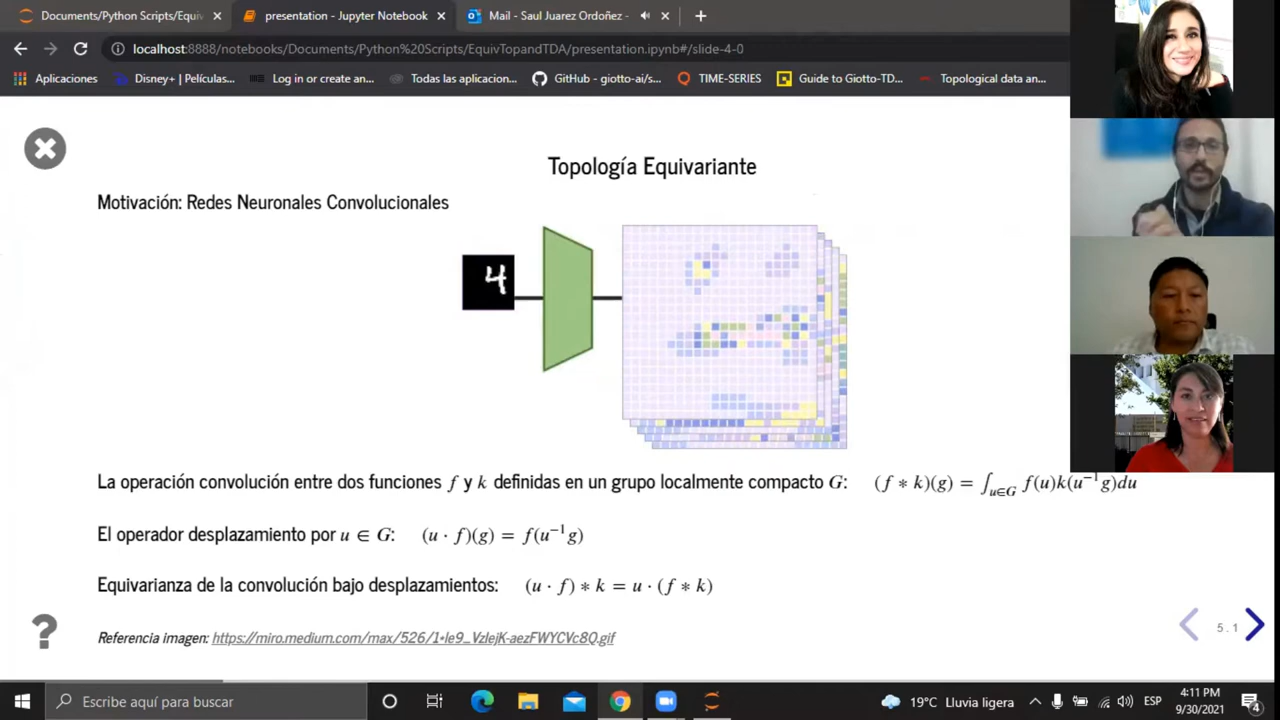 Documents/Python Scripts/Equiv
presentation - Jupyter Notebook
Mail - Saul Juarez Ordoñez -
localhost:8888/notebooks/Documents/Python%20Scripts/EquivTopandTDA/presentation.ipynb#/slide-4-0
Aplicaciones
Disney+ | Películas...
Log in or create an...
Todas las aplicacion...
GitHub - giotto-ai/s...
TIME-SERIES
Guide to Giotto-TD...
Topological data an...
Topología Equivariante
Motivación: Redes Neuronales Convolucionales
4
La operación convolución entre dos funciones f y k definidas en un grupo localmente compacto G: (f ∗ k)(g) = ∫_{u∈G} f(u)k(u⁻¹g)du
El operador desplazamiento por u ∈ G: (u · f)(g) = f(u⁻¹g)
Equivarianza de la convolución bajo desplazamientos: (u · f) ∗ k = u · (f ∗ k)
?
5.1
Referencia imagen: https://miro.medium.com/max/526/1*le9_VzlejK-aezFWYCVc8Q.gif
Escribe aquí para buscar
19°C Lluvia ligera
ESP
4:11 PM
9/30/2021
4